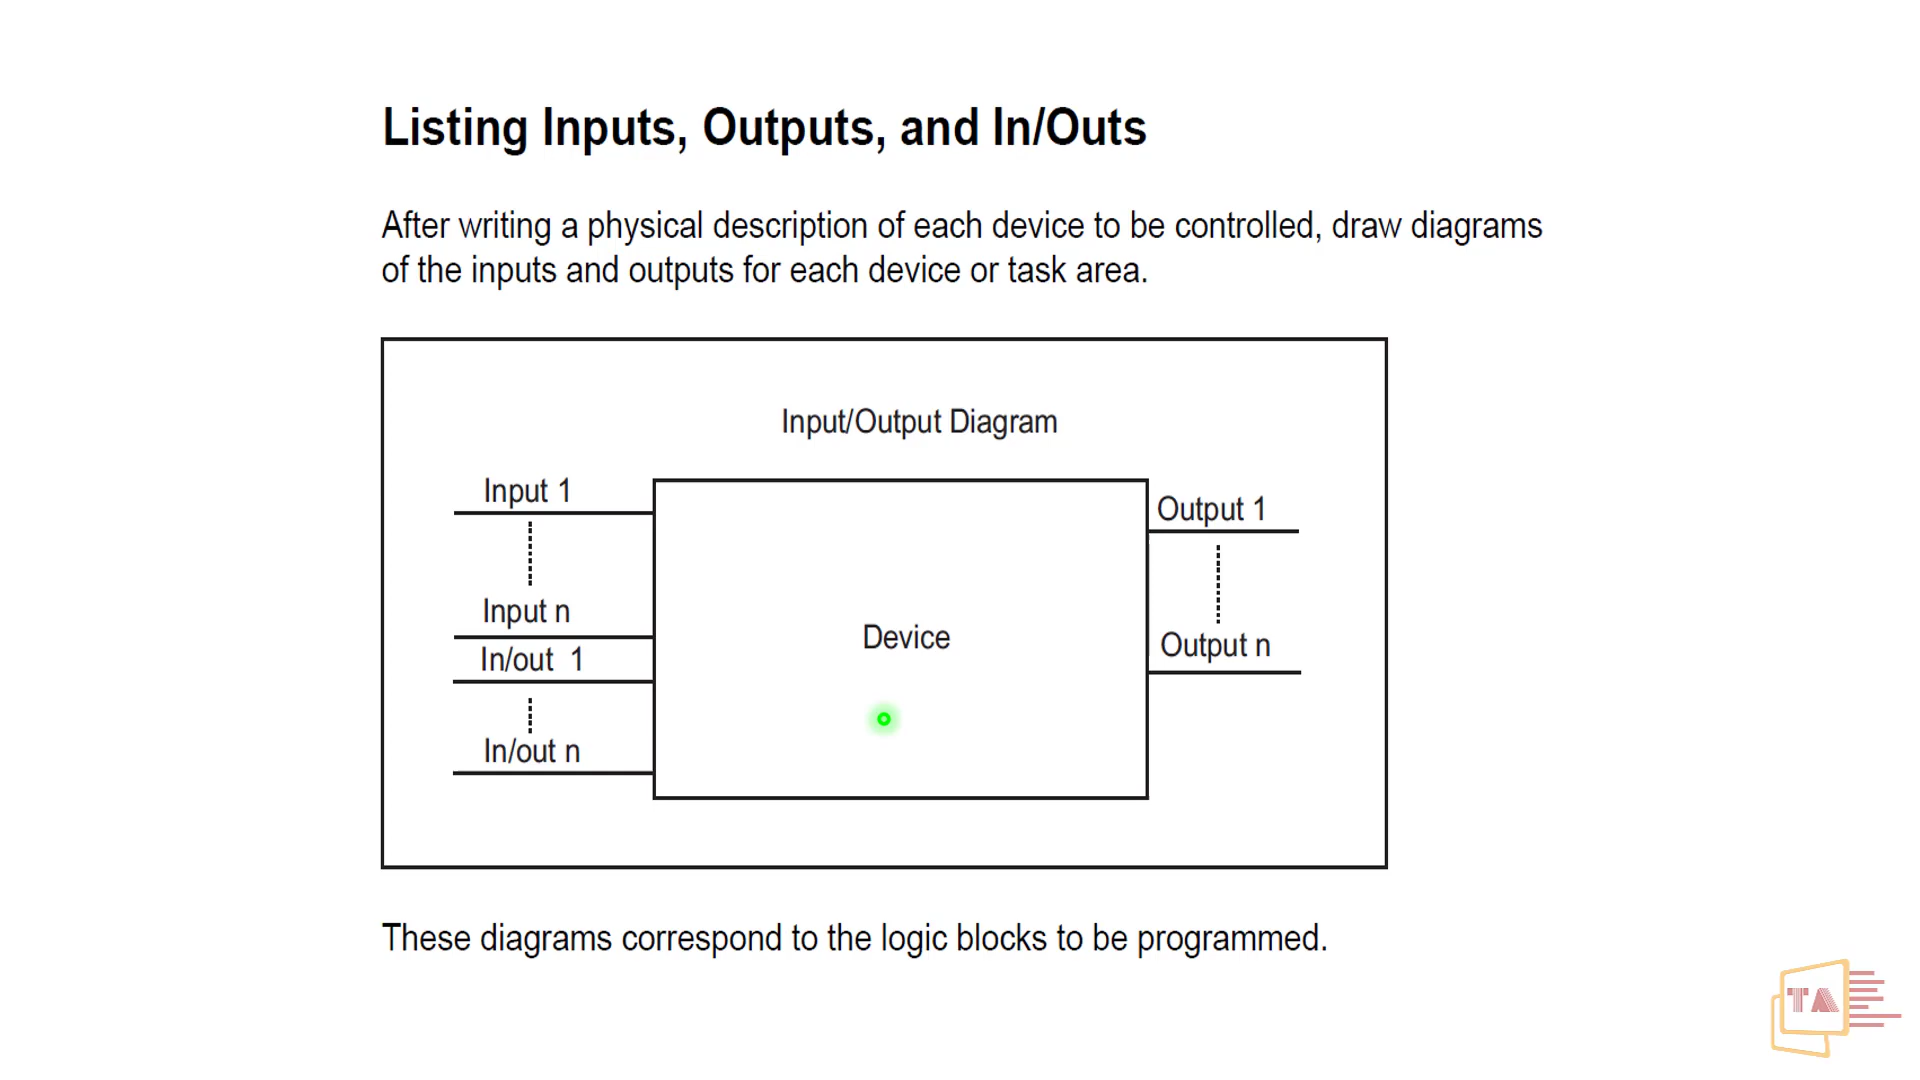 Listing Inputs, Outputs, and In/Outs
After writing a physical description of each device to be controlled, draw diagrams
of the inputs and outputs for each device or task area.
Input/Output Diagram
Input 1
Output 1
Input n
Device
Output n
In/out 1
In/out n
These diagrams correspond to the logic blocks to be programmed.
TA